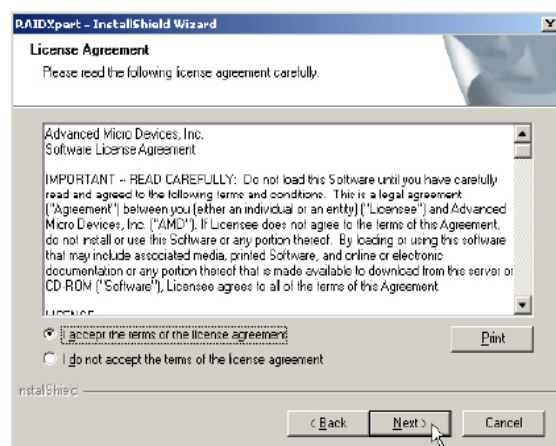 RAIDXpert - InstallShield Wizard
License Agreement
Please read the following license agreement carefully.
Advanced Micro Devices, Inc.
Software License Agreement
IMPORTANT -- READ CAREFULLY: Do not load this Software until you have carefully
read and agreed to the following terms and conditions. This is a legal agreement
("Agreement") between you (either an individual or an entity) ("Licensee") and Advanced
Micro Devices, Inc. ("AMD"). If Licensee does not agree to the terms of this Agreement,
do not install or use this Software or any portion thereof. By loading or using this software
that may include associated media, printed Software, and online or electronic
documentation or any portion thereof that is made available to download from this server or
CD-ROM ("Software"), Licensee agrees to all of the terms of this Agreement
LICENSE
I accept the terms of the license agreement
Print
I do not accept the terms of the license agreement
InstallShield
< Back
Next >
Cancel